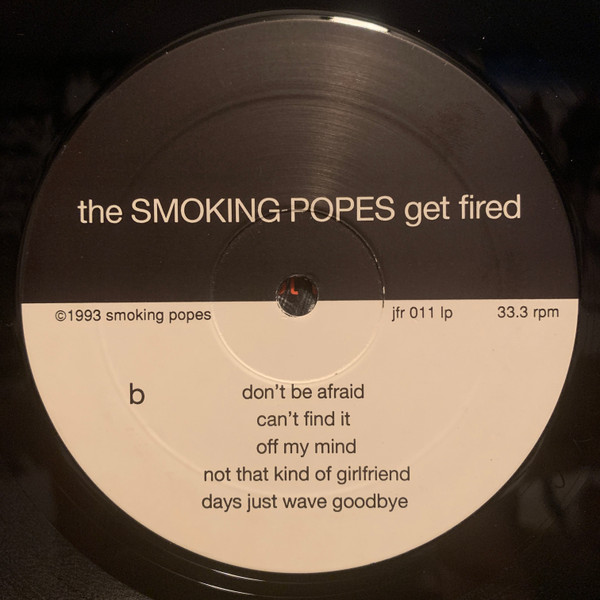 the SMOKING POPES get fired
©1993 smoking popes jfr 011 lp 33.3 rpm
b
don't be afraid
can't find it
off my mind
not that kind of girlfriend
days just wave goodbye